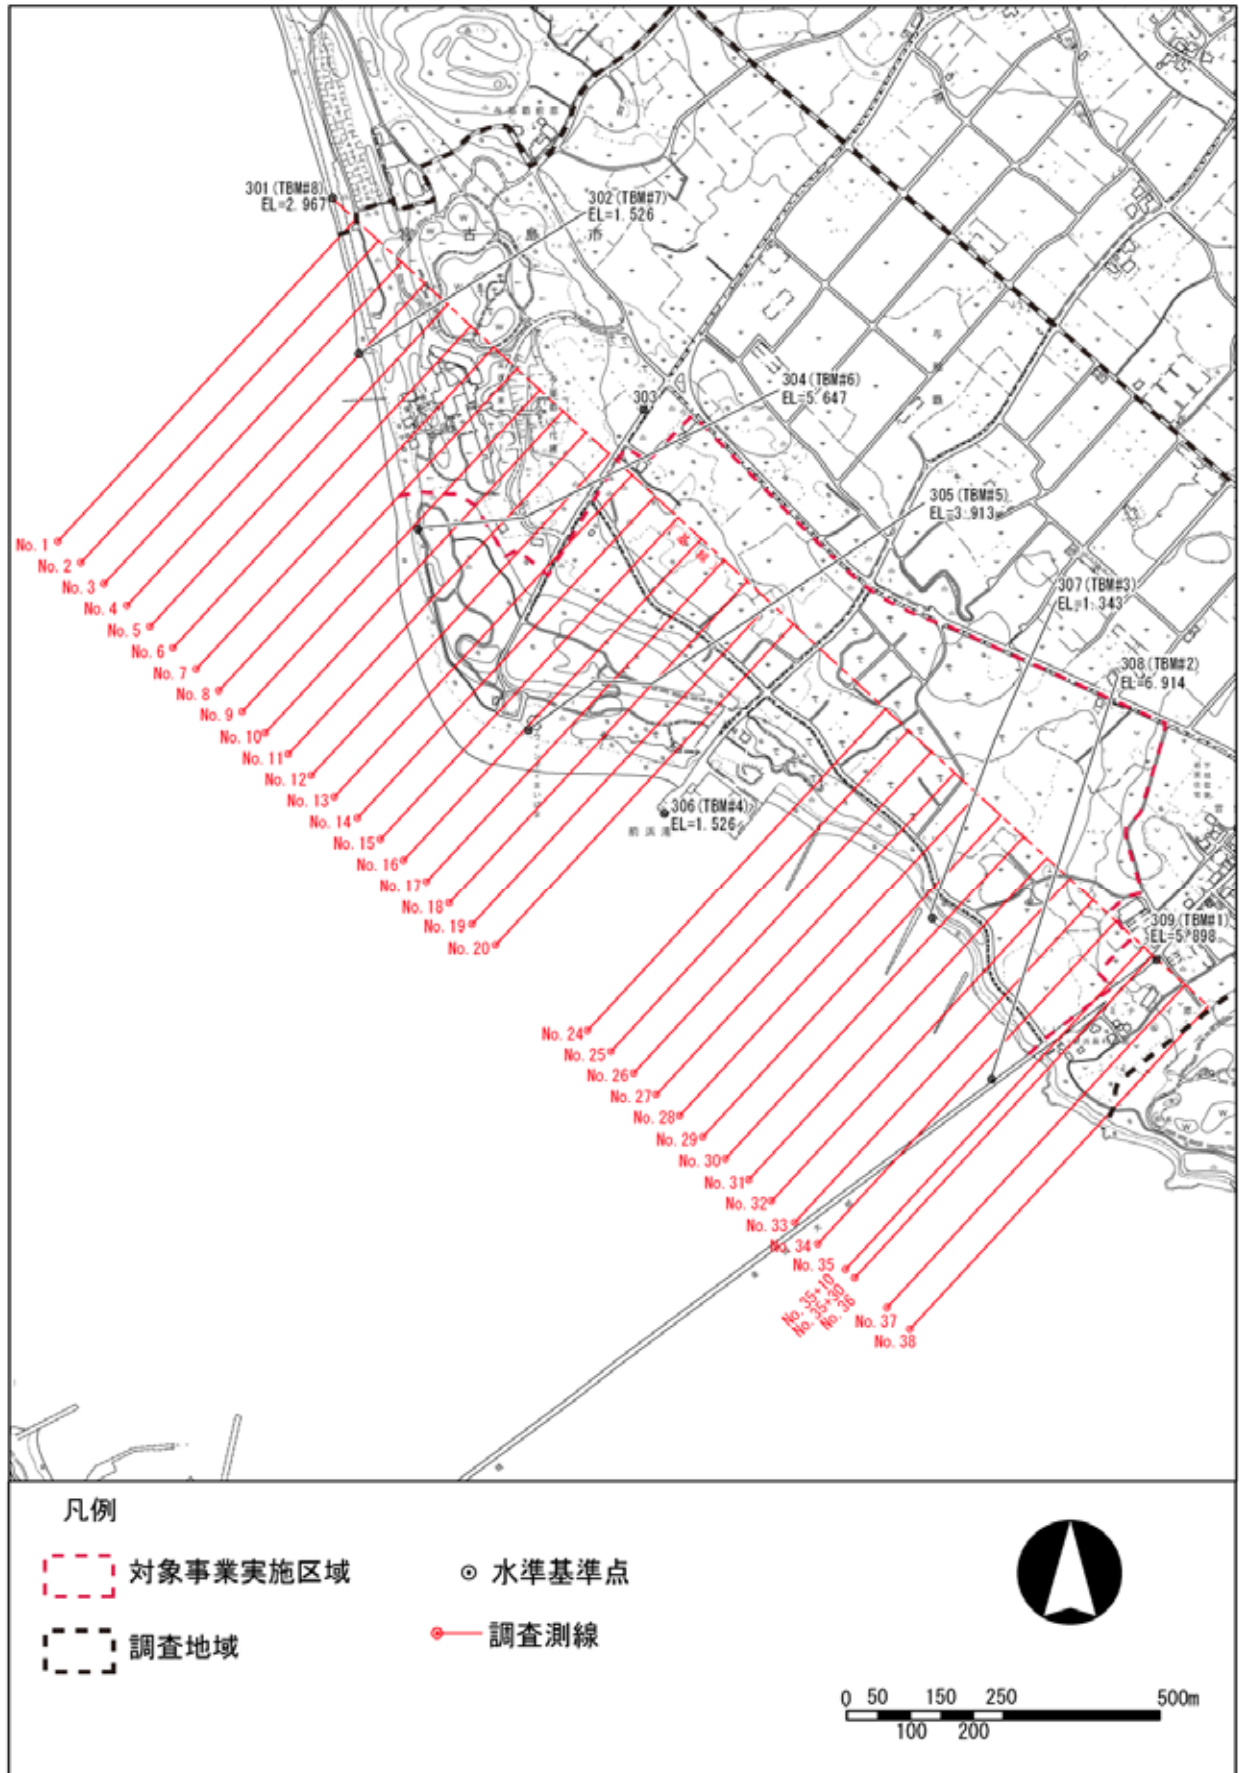 301(TBM#8)
EL=2.967
302(TBM#7)
EL=1.526
古島市
303
304(TBM#6)
EL=5.647
305(TBM#5)
EL=3.913
307(TBM#3)
EL=1.343
308(TBM#2)
EL=6.914
306(TBM#4)
EL=1.526
前浜港
309(TBM#1)
EL=5.898
No. 1
No. 2
No. 3
No. 4
No. 5
No. 6
No. 7
No. 8
No. 9
No. 10
No. 11
No. 12
No. 13
No. 14
No. 15
No. 16
No. 17
No. 18
No. 19
No. 20
No. 24
No. 25
No. 26
No. 27
No. 28
No. 29
No. 30
No. 31
No. 32
No. 33
No. 34
No. 35
No. 35+10
No. 35+30
No. 36
No. 37
No. 38
凡例
対象事業実施区域
水準基準点
調査地域
調査測線
0 50 150 250 500m
100 200